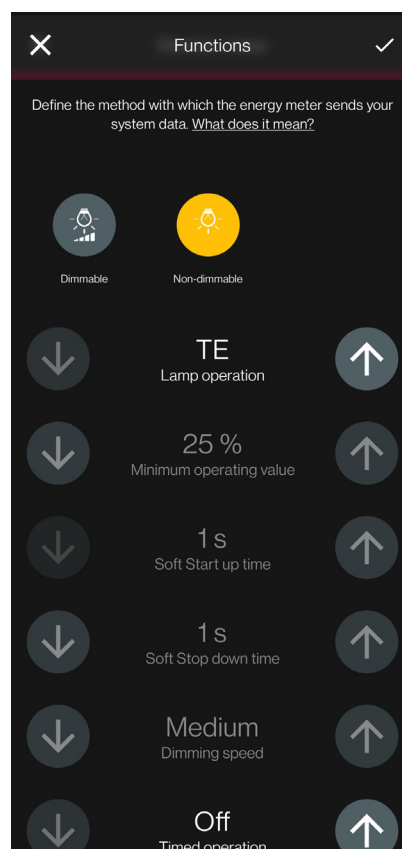 Functions
Define the method with which the energy meter sends your
system data. What does it mean?
Dimmable
Non-dimmable
TE
Lamp operation
25 %
Minimum operating value
1 s
Soft Start up time
1 s
Soft Stop down time
Medium
Dimming speed
Off
Timed operation